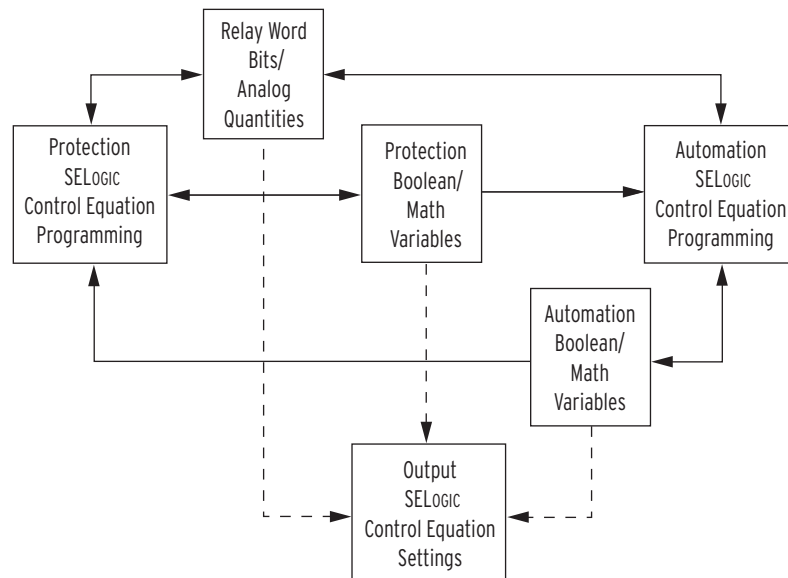 Relay Word
Bits/
Analog
Quantities
Protection
SELOGIC
Control Equation
Programming
Protection
Boolean/
Math
Variables
Automation
SELOGIC
Control Equation
Programming
Automation
Boolean/
Math
Variables
Output
SELOGIC
Control Equation
Settings